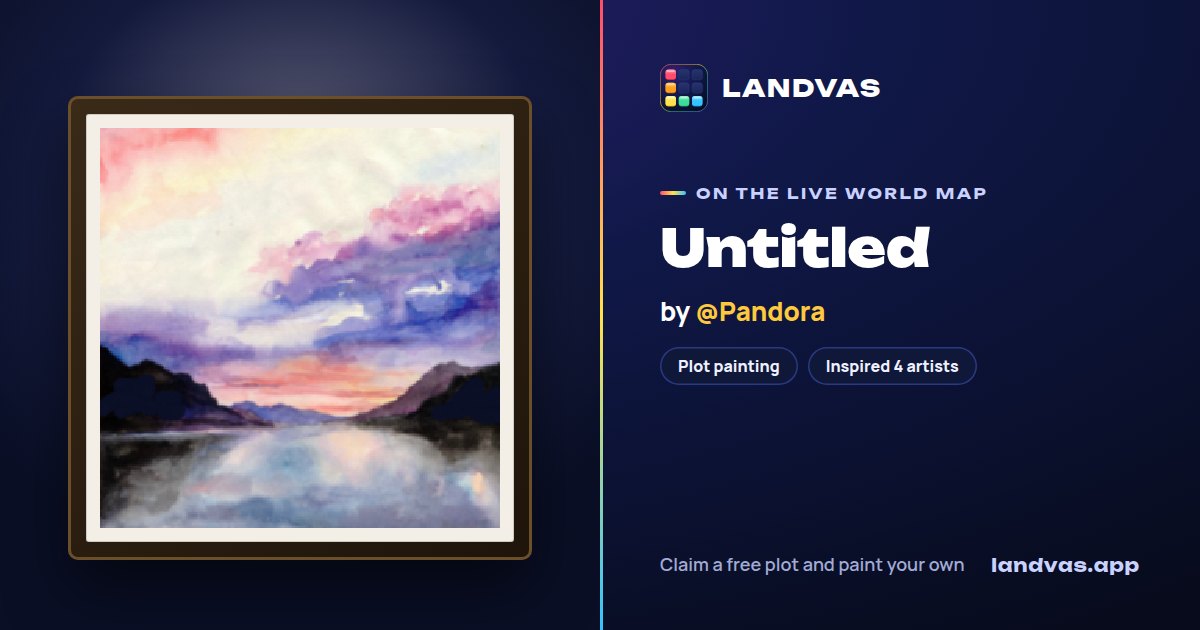 LANDVAS
ON THE LIVE WORLD MAP
Untitled
by @Pandora
Plot painting
Inspired 4 artists
Claim a free plot and paint your own
landvas.app